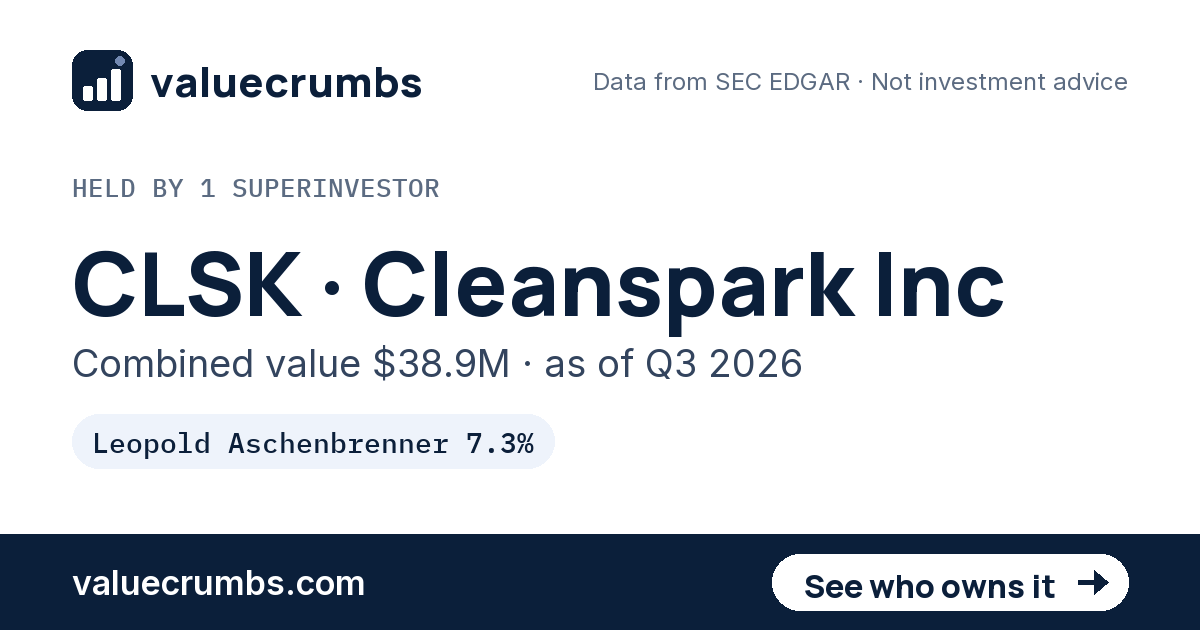 valuecrumbs
Data from SEC EDGAR · Not investment advice
HELD BY 1 SUPERINVESTOR
CLSK · Cleanspark Inc
Combined value $38.9M · as of Q3 2026
Leopold Aschenbrenner 7.3%
valuecrumbs.com
See who owns it →